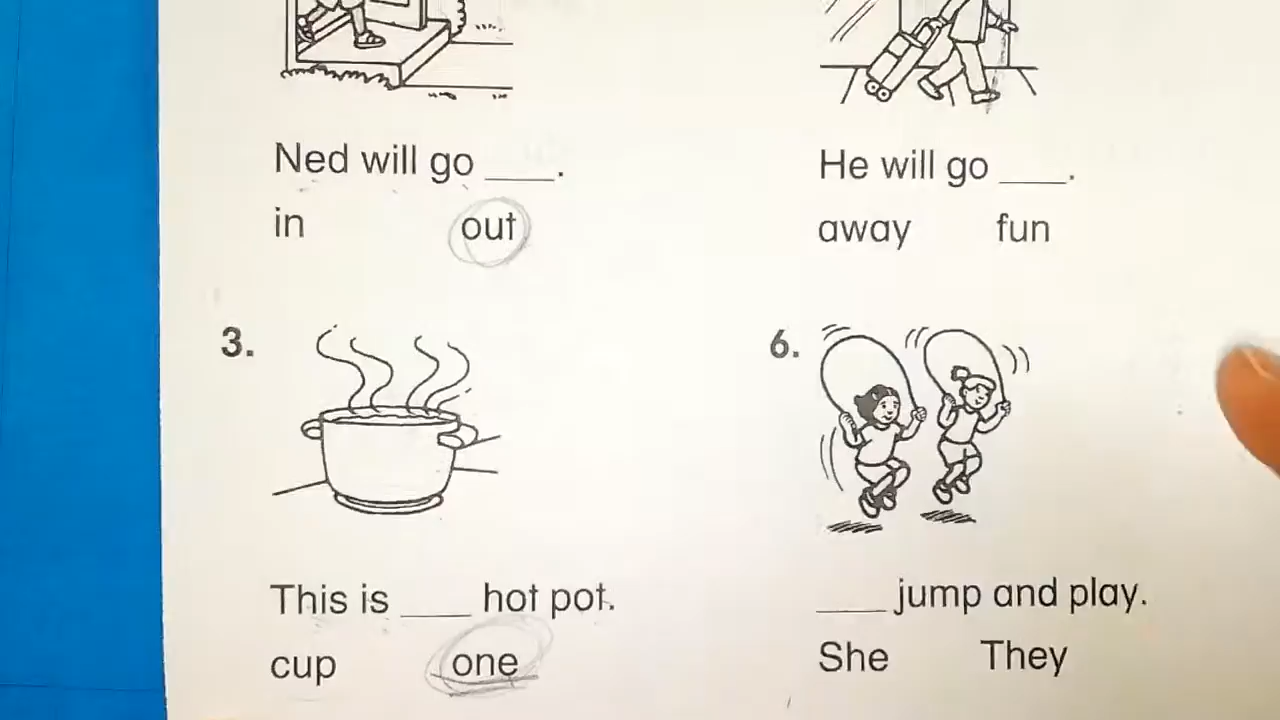 Ned will go ____.
in out
He will go ____.
away fun
3.
This is ____ hot pot.
cup one
6.
____ jump and play.
She They